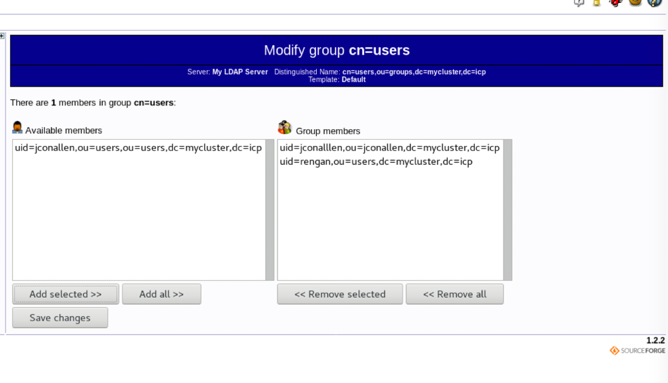 Modify group cn=users
Server: My LDAP Server Distinguished Name: cn=users,ou=groups,dc=mycluster,dc=icp
Template: Default
There are 1 members in group cn=users:
Available members
Group members
uid=jconallen,ou=users,ou=users,dc=mycluster,dc=icp
uid=jconalllen,ou=jconallen,dc=mycluster,dc=icp
uid=rengan,ou=users,dc=mycluster,dc=icp
Add selected >> Add all >> << Remove selected << Remove all
Save changes
1.2.2
SOURCEFORGE